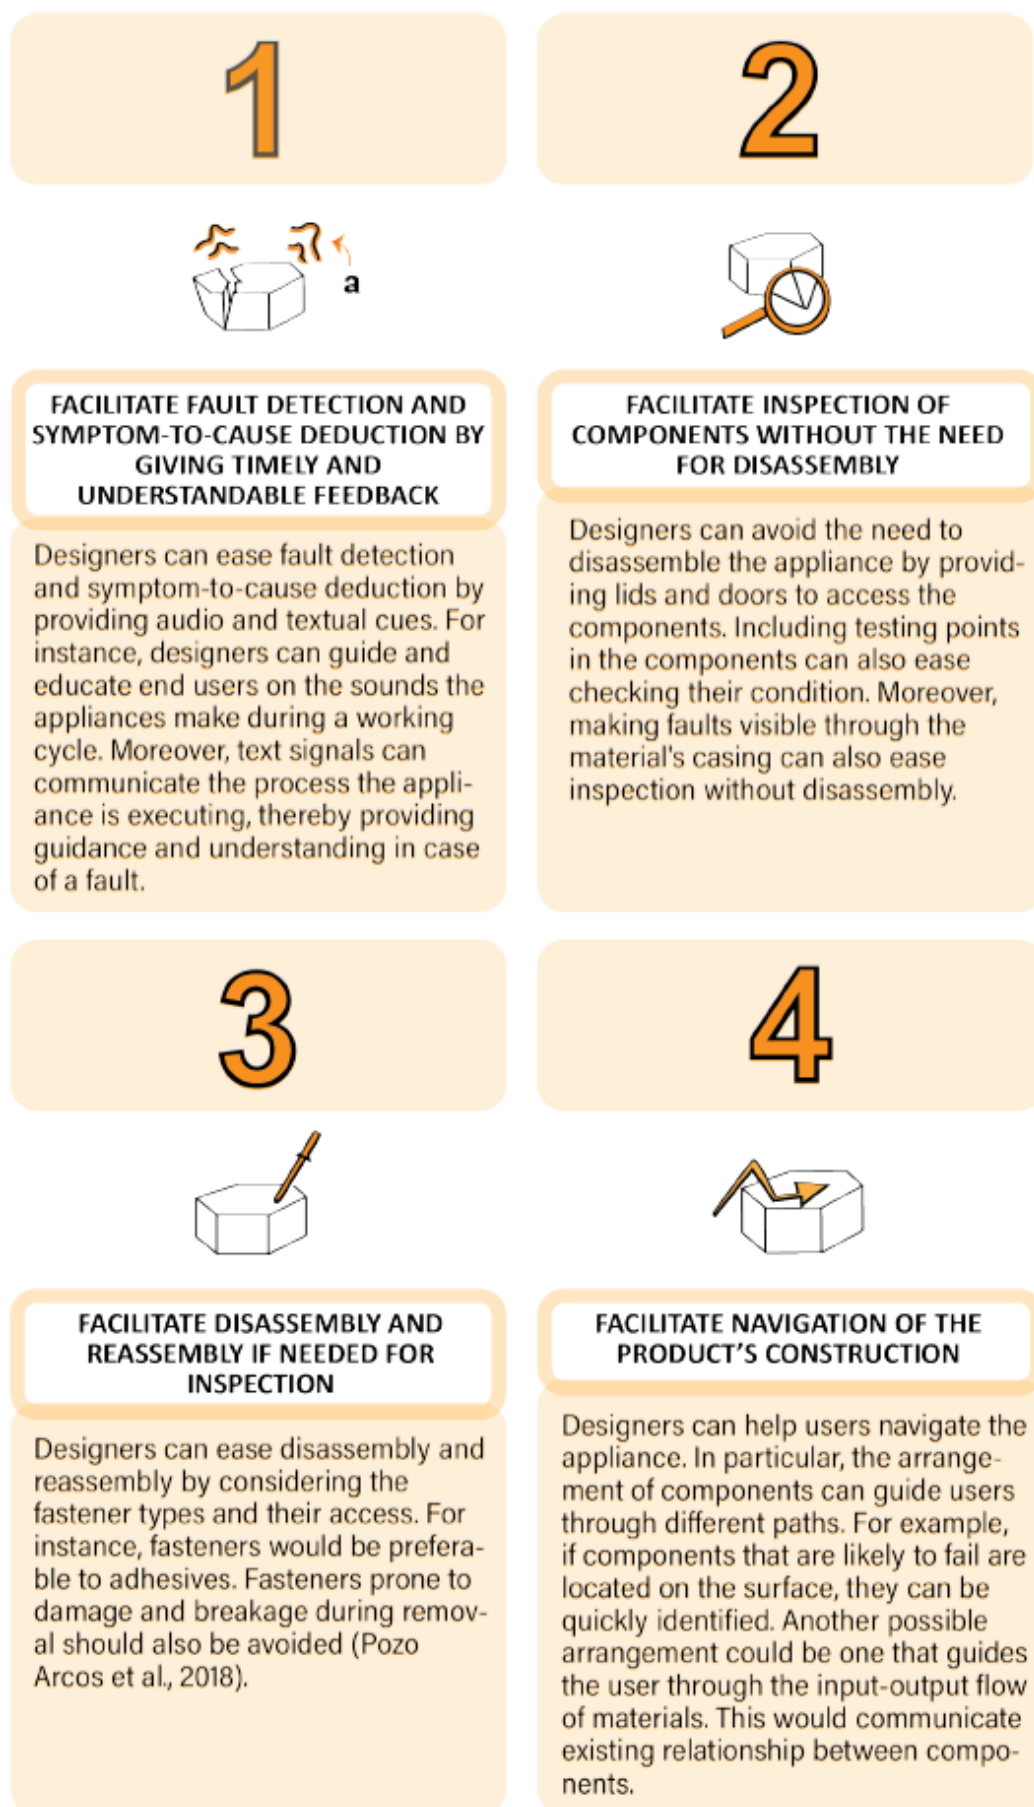 1
a
FACILITATE FAULT DETECTION AND
SYMPTOM-TO-CAUSE DEDUCTION BY
GIVING TIMELY AND
UNDERSTANDABLE FEEDBACK
Designers can ease fault detection
and symptom-to-cause deduction by
providing audio and textual cues. For
instance, designers can guide and
educate end users on the sounds the
appliances make during a working
cycle. Moreover, text signals can
communicate the process the appli-
ance is executing, thereby providing
guidance and understanding in case
of a fault.
2
FACILITATE INSPECTION OF
COMPONENTS WITHOUT THE NEED
FOR DISASSEMBLY
Designers can avoid the need to
disassemble the appliance by provid-
ing lids and doors to access the
components. Including testing points
in the components can also ease
checking their condition. Moreover,
making faults visible through the
material's casing can also ease
inspection without disassembly.
3
FACILITATE DISASSEMBLY AND
REASSEMBLY IF NEEDED FOR
INSPECTION
Designers can ease disassembly and
reassembly by considering the
fastener types and their access. For
instance, fasteners would be prefera-
ble to adhesives. Fasteners prone to
damage and breakage during remov-
al should also be avoided (Pozo
Arcos et al., 2018).
4
FACILITATE NAVIGATION OF THE
PRODUCT'S CONSTRUCTION
Designers can help users navigate the
appliance. In particular, the arrange-
ment of components can guide users
through different paths. For example,
if components that are likely to fail are
located on the surface, they can be
quickly identified. Another possible
arrangement could be one that guides
the user through the input-output flow
of materials. This would communicate
existing relationship between compo-
nents.